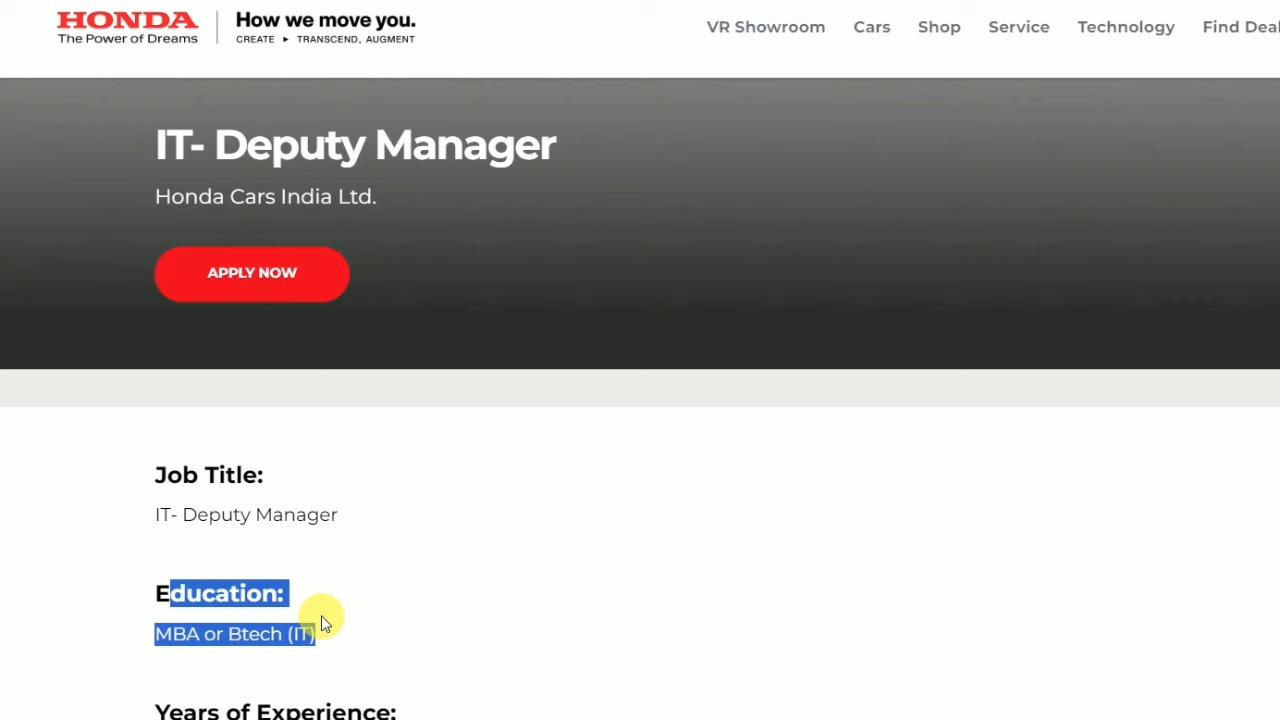 HONDA
The Power of Dreams
How we move you.
CREATE ▸ TRANSCEND, AUGMENT
VR Showroom Cars Shop Service Technology Find Deal
IT- Deputy Manager
Honda Cars India Ltd.
APPLY NOW
Job Title:
IT- Deputy Manager
Education:
MBA or Btech (IT)
Years of Experience: